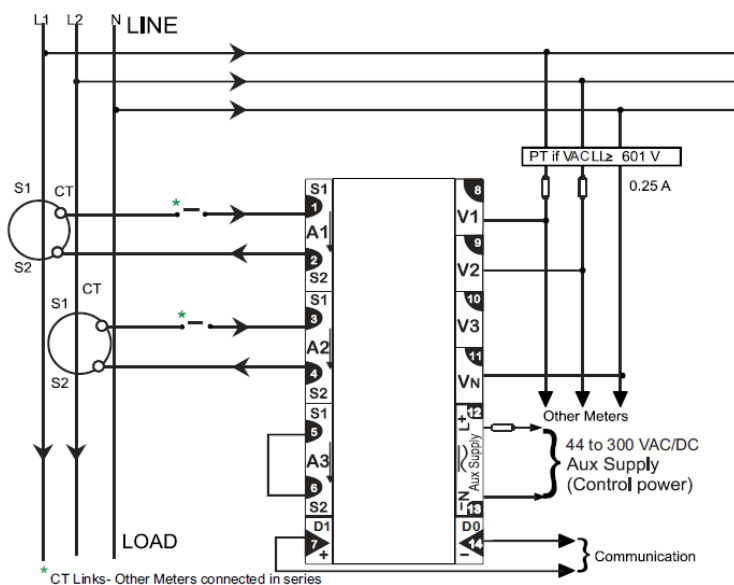 L1 L2 N LINE
PT if VAC LL≥ 601 V
0.25 A
S1 CT
S2
CT
S1
S2
S1
1
A1
2
S2
S1
3
A2
4
S2
S1
5
A3
6
S2
D1
7
+
8
V1
9
V2
10
V3
11
VN
12
L+
Aux Supply
N−
13
D0
14
−
* –
* –
Other Meters
44 to 300 VAC/DC
Aux Supply
(Control power)
Communication
LOAD
* CT Links- Other Meters connected in series